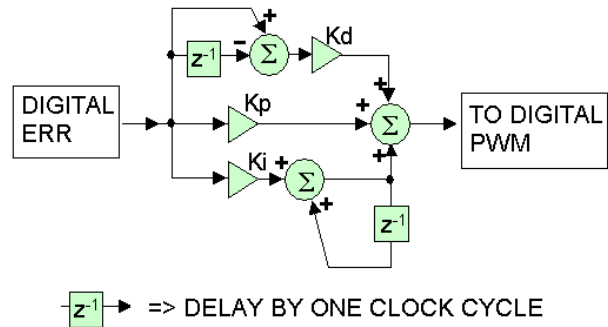 +
Kd
+
−
z-1
Σ
+
DIGITAL
ERR
Kp
+
Σ
TO DIGITAL
PWM
+
Ki
+
Σ
+
z-1
z-1 => DELAY BY ONE CLOCK CYCLE